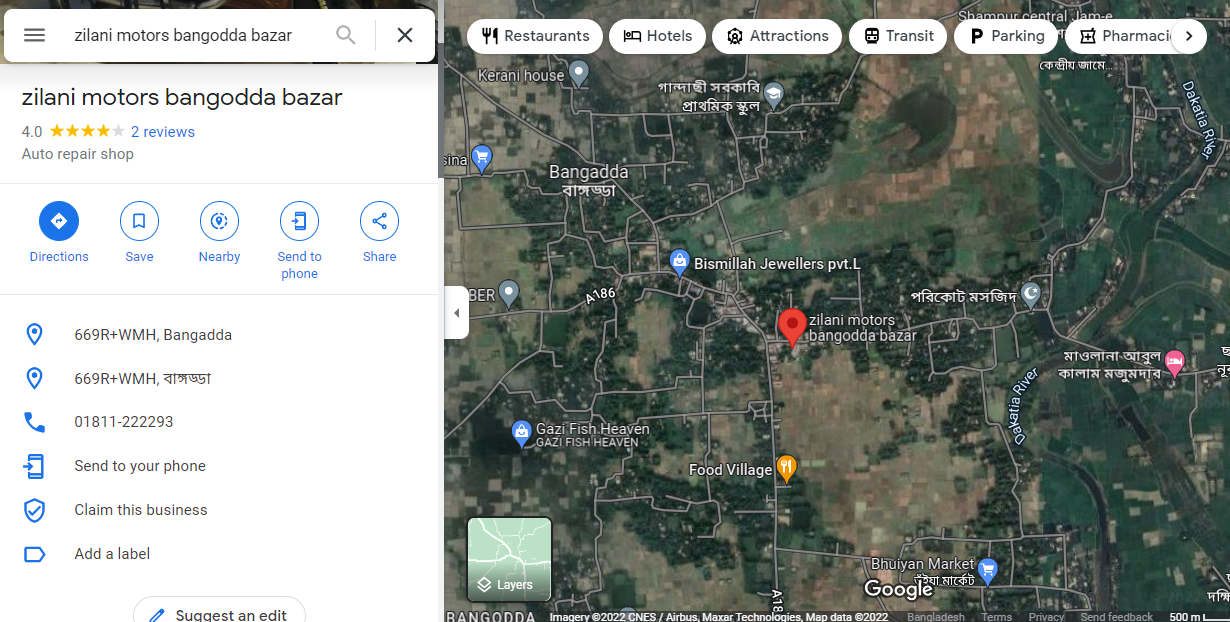 zilani motors bangodda bazar
Restaurants
Hotels
Attractions
Transit
Parking
zilani motors bangodda bazar
4.0
2 reviews
Auto repair shop
Directions
Save
Nearby
Send to
phone
Share
669R+WMH, Bangadda
669R+WMH, বাঙ্গড্ডা
01811-222293
Send to your phone
Claim this business
Add a label
Suggest an edit
Shampur central Jam-e
কেন্দ্রীয় জামে...
Kerani house
গান্দাছী সরকারি
প্রাথমিক স্কুল
Dakatia River
Bangadda
বাঙ্গড্ডা
Bismillah Jewellers pvt.L
A186
পরিকোট মসজিদ
zilani motors
bangodda bazar
মাওলানা আবুল
কালাম মজুমদার
Dakatia River
Gazi Fish Heaven
GAZI FISH HEAVEN
Food Village
Bhuiyan Market
ভূঁইয়া মার্কেট
Layers
Google
BANGODDA
Imagery ©2022 CNES / Airbus, Maxar Technologies, Map data ©2022
Bangladesh
Terms
Privacy
Send feedback
500 m